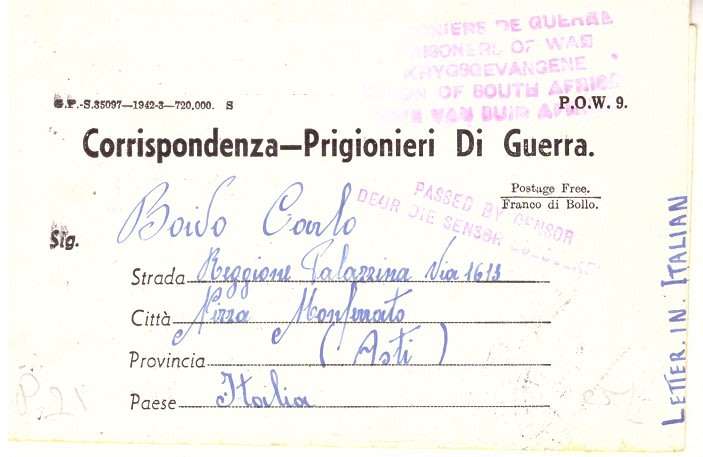 PRIGIONIERE DE GUERRA
PRISONERS OF WAR
KRYGSGEVANGENE
UNION OF SOUTH AFRICA
UNIE VAN SUID AFRIKA
G.P.-S.35097—1942-3—720,000. S
P.O.W. 9.
Corrispondenza—Prigionieri Di Guerra.
Postage Free.
Franco di Bollo.
PASSED BY CENSOR
DEUR DIE SENSOR
Sig. Boido Carlo
Strada Reggione Palazzina Via 1613
Città Nizza Monferrato
Provincia (Asti)
Paese Italia
LETTER. IN. ITALIAN
P.21